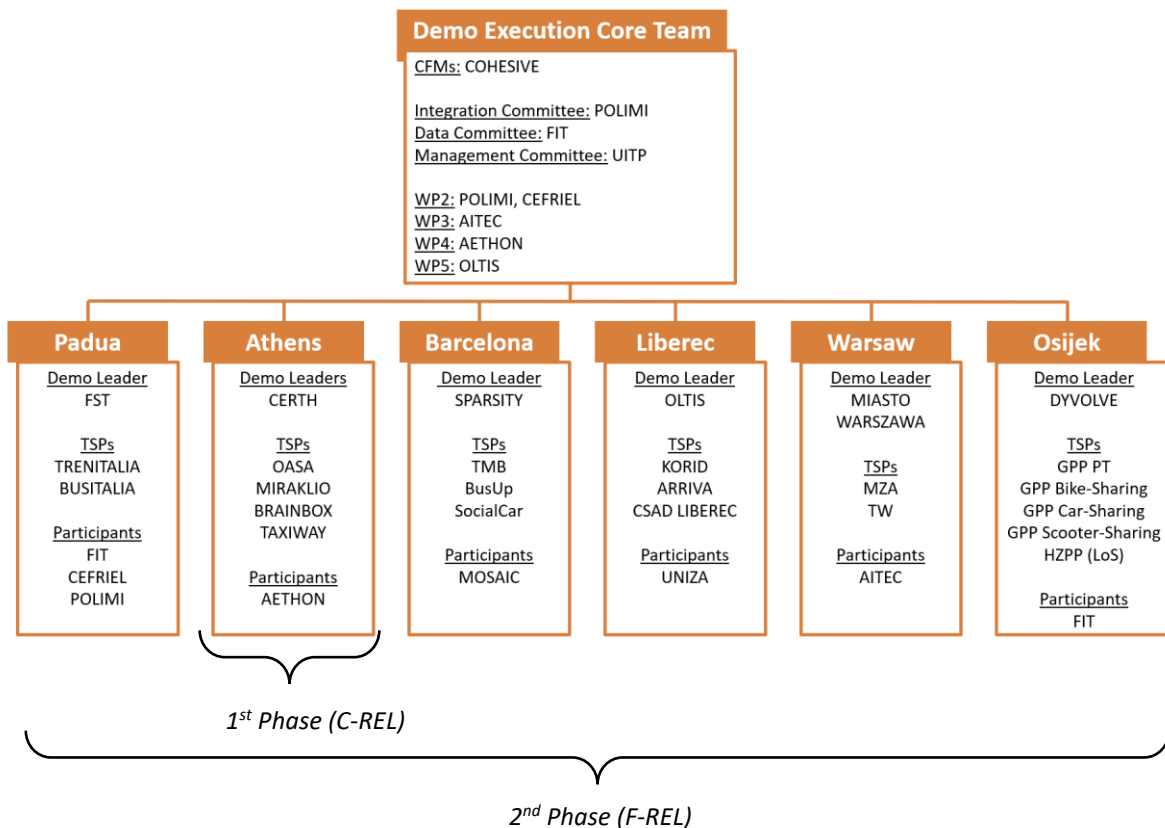 Demo Execution Core Team
CFMs: COHESIVE
Integration Committee: POLIMI
Data Committee: FIT
Management Committee: UITP
WP2: POLIMI, CEFRIEL
WP3: AITEC
WP4: AETHON
WP5: OLTIS
Padua
Demo Leader
FST
TSPs
TRENITALIA
BUSITALIA
Participants
FIT
CEFRIEL
POLIMI
Athens
Demo Leaders
CERTH
TSPs
OASA
MIRAKLIO
BRAINBOX
TAXIWAY
Participants
AETHON
Barcelona
Demo Leader
SPARSITY
TSPs
TMB
BusUp
SocialCar
Participants
MOSAIC
Liberec
Demo Leader
OLTIS
TSPs
KORID
ARRIVA
CSAD LIBEREC
Participants
UNIZA
Warsaw
Demo Leader
MIASTO
WARSZAWA
TSPs
MZA
TW
Participants
AITEC
Osijek
Demo Leader
DYVOLVE
TSPs
GPP PT
GPP Bike-Sharing
GPP Car-Sharing
GPP Scooter-Sharing
HZPP (LoS)
Participants
FIT
1st Phase (C-REL)
2nd Phase (F-REL)